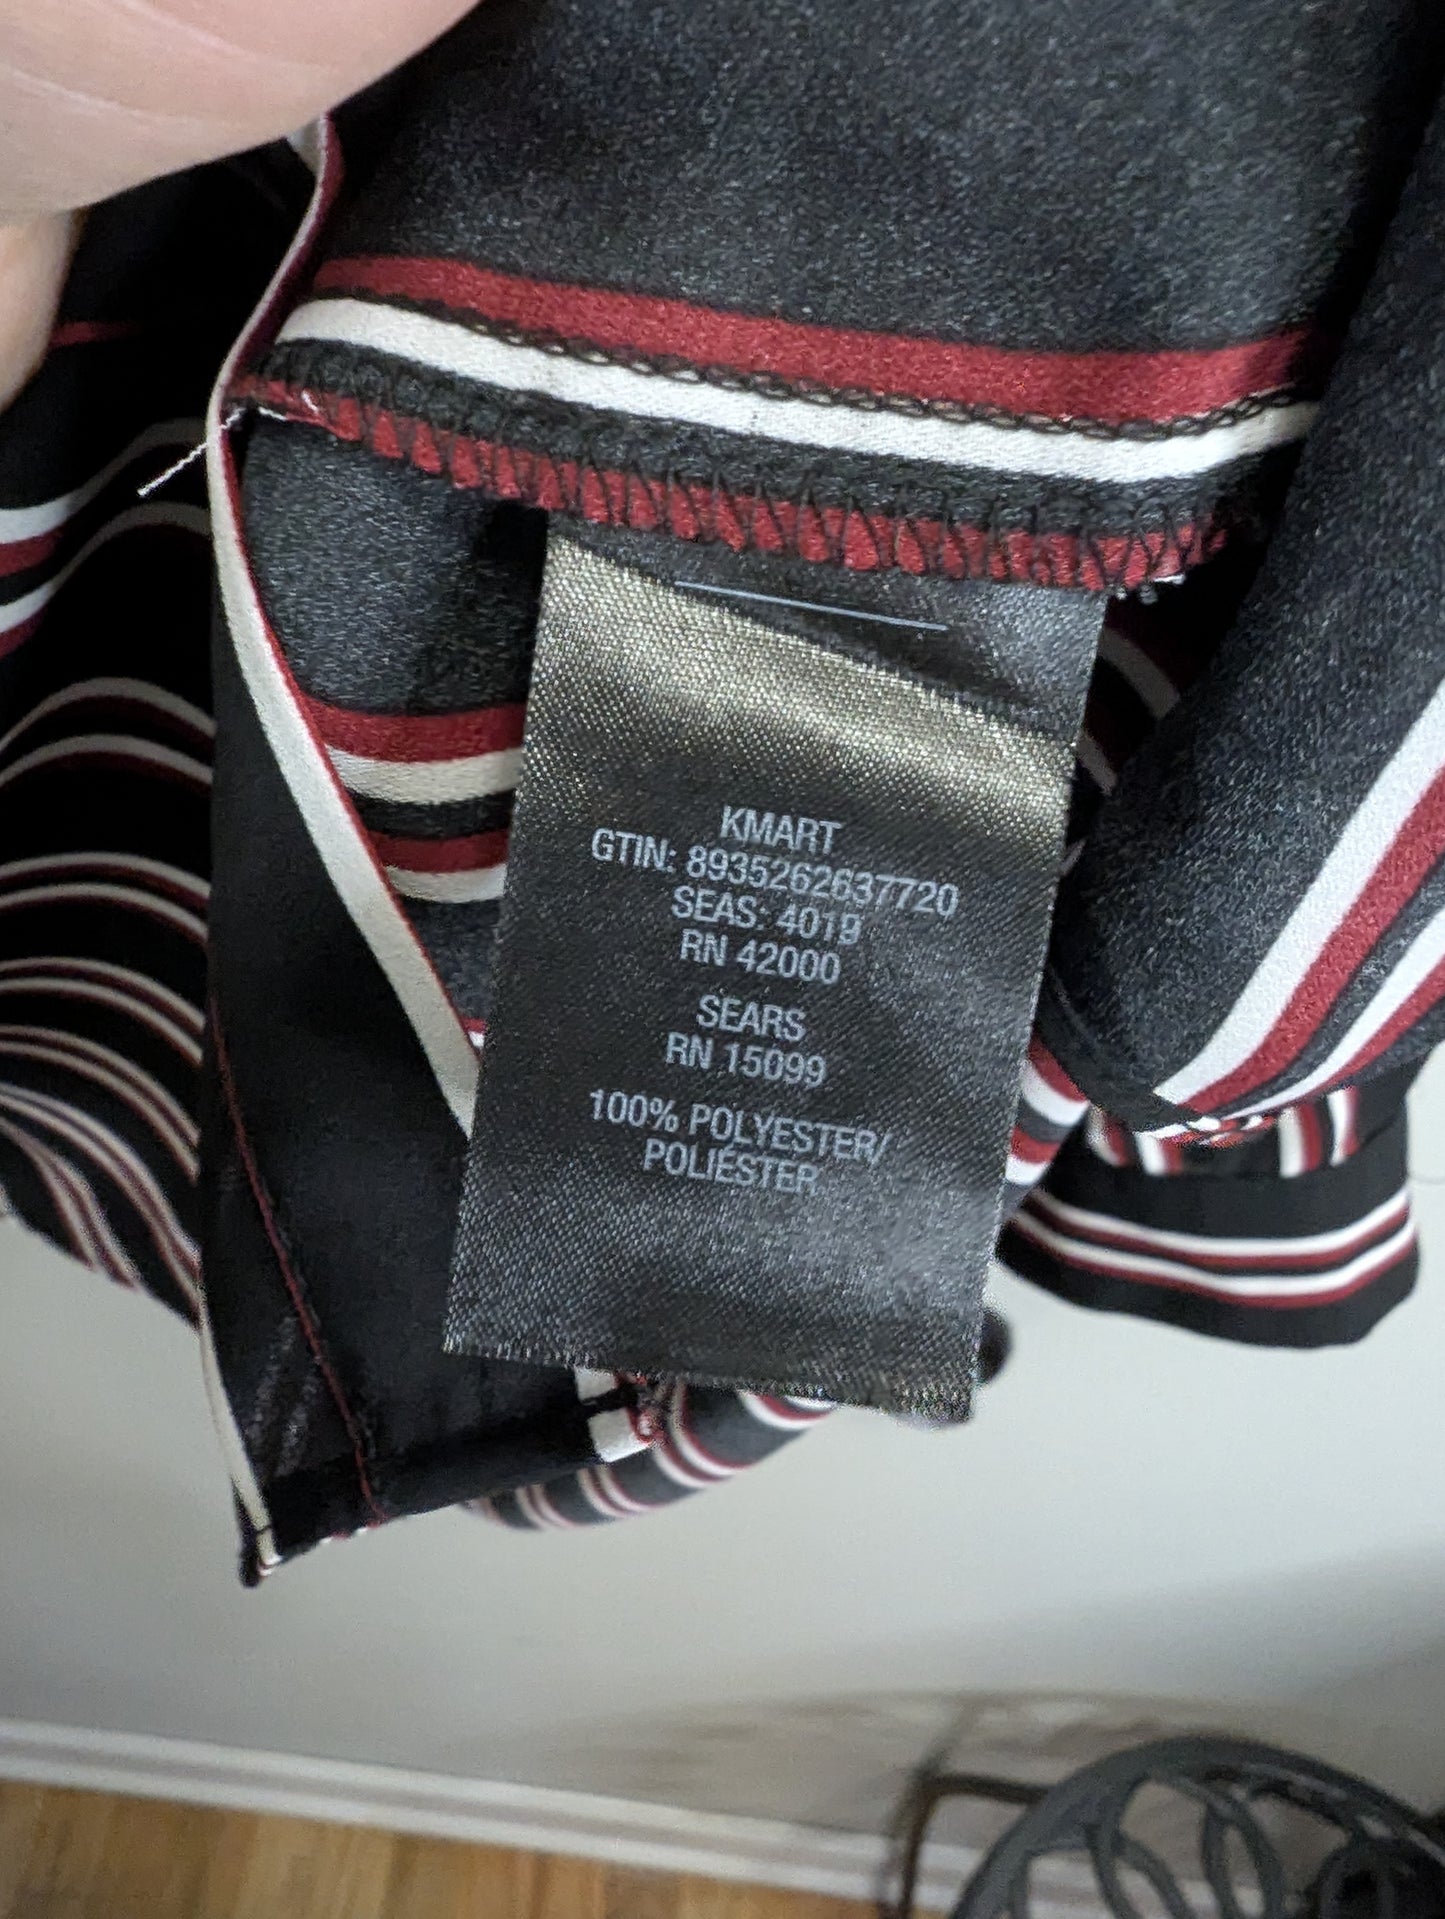 KMART
GTIN: 8935262637720
SEAS: 4019
RN 42000
SEARS
RN 15099
100% POLYESTER/
POLIÉSTER